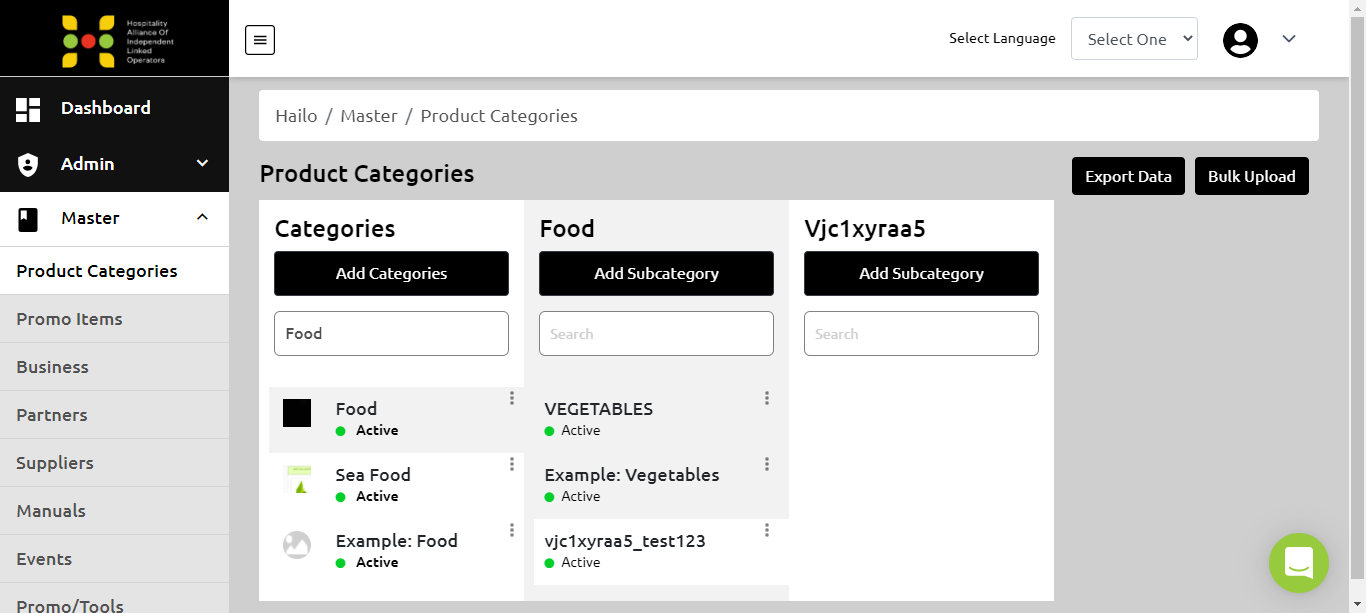 Hospitality
Alliance Of
Independent
Linked
Operators
Select Language
Select One
Dashboard
Admin
Master
Product Categories
Promo Items
Business
Partners
Suppliers
Manuals
Events
Promo/Tools
Hailo / Master / Product Categories
Product Categories
Export Data
Bulk Upload
Categories
Add Categories
Food
Food
Active
Sea Food
Active
Example: Food
Active
Food
Add Subcategory
Search
VEGETABLES
Active
Example: Vegetables
Active
vjc1xyraa5_test123
Active
Vjc1xyraa5
Add Subcategory
Search